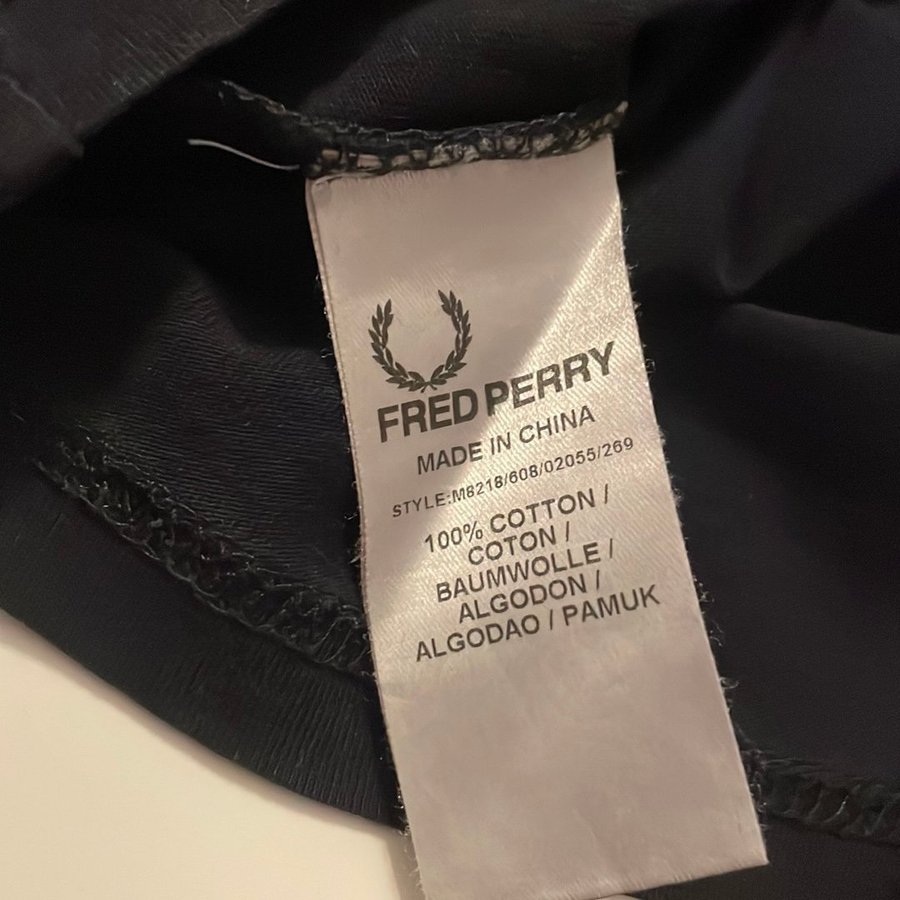 FRED PERRY
MADE IN CHINA
STYLE:M8218/608/02055/269
100% COTTON /
COTON /
BAUMWOLLE /
ALGODON /
ALGODAO / PAMUK